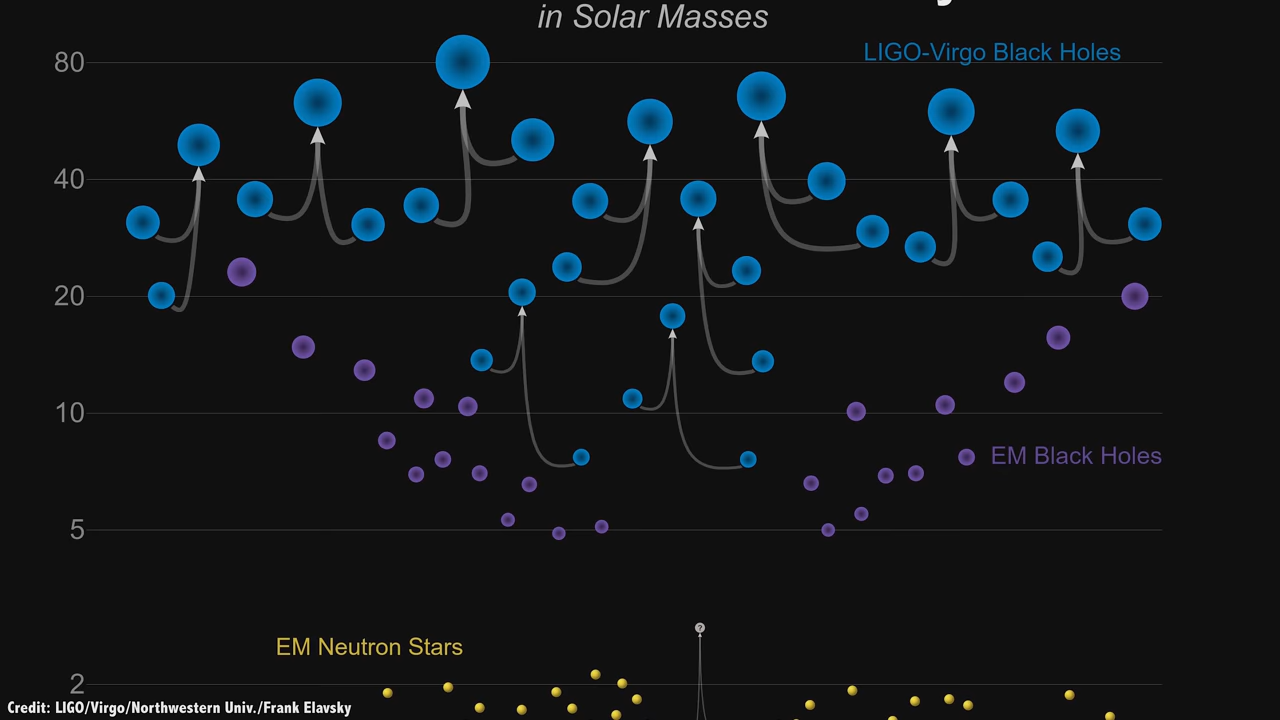 in Solar Masses
80
LIGO-Virgo Black Holes
40
20
10
EM Black Holes
5
?
EM Neutron Stars
2
Credit: LIGO/Virgo/Northwestern Univ./Frank Elavsky